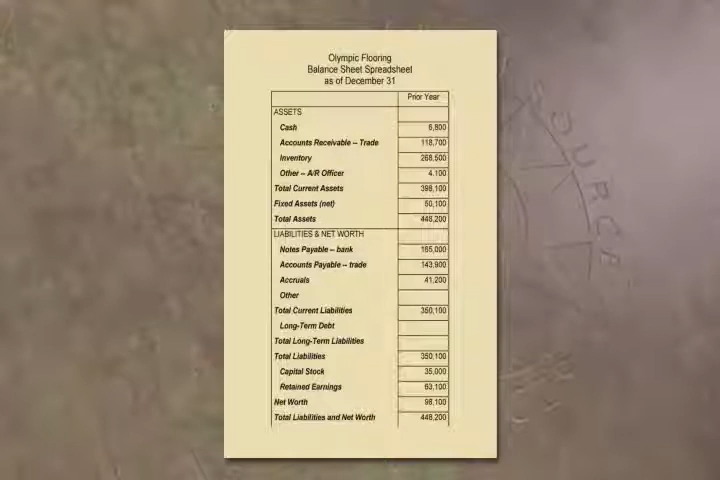 Olympic Flooring
Balance Sheet Spreadsheet
as of December 31
Prior Year
ASSETS
Cash 6,800
Accounts Receivable -- Trade 118,700
Inventory 268,500
Other -- A/R Officer 4,100
Total Current Assets 398,100
Fixed Assets (net) 50,100
Total Assets 448,200
LIABILITIES & NET WORTH
Notes Payable -- bank 165,000
Accounts Payable -- trade 143,900
Accruals 41,200
Other
Total Current Liabilities 350,100
Long-Term Debt
Total Long-Term Liabilities
Total Liabilities 350,100
Capital Stock 35,000
Retained Earnings 63,100
Net Worth 98,100
Total Liabilities and Net Worth 448,200